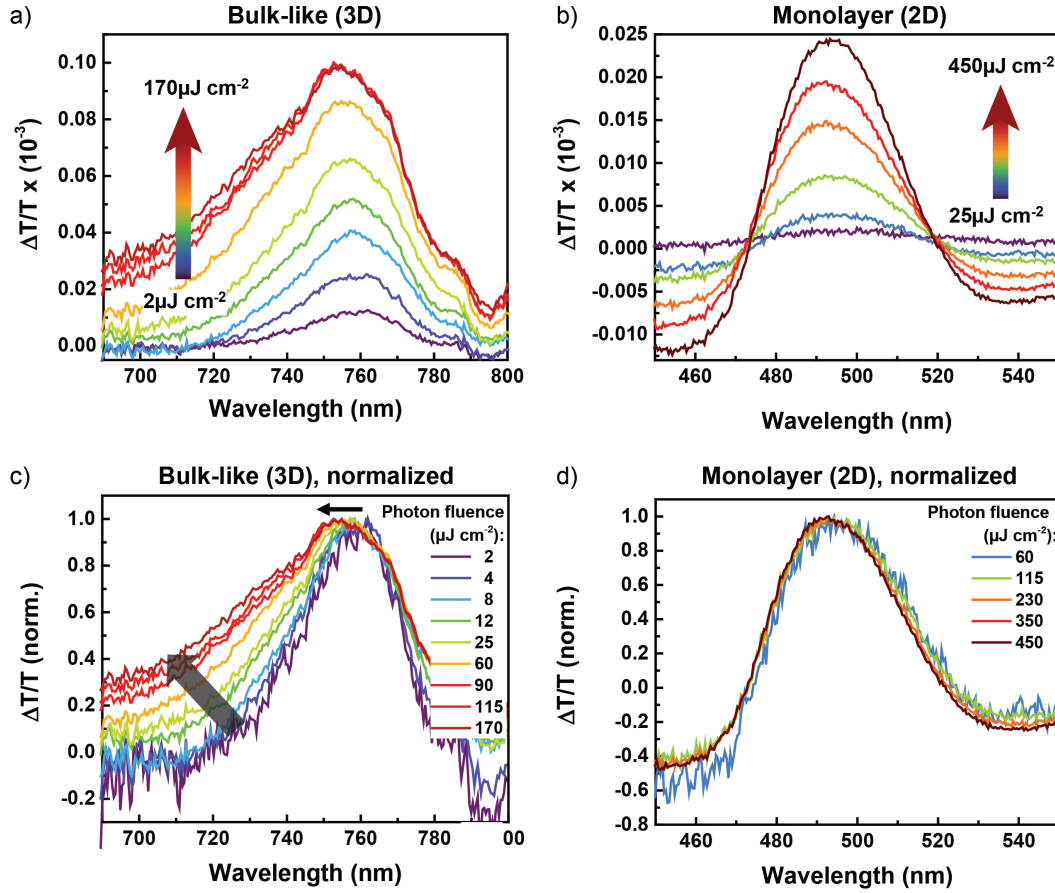 a)
Bulk-like (3D)
170µJ cm-2
2µJ cm-2
ΔT/T x (10-3)
0.10
0.08
0.06
0.04
0.02
0.00
700
720
740
760
780
800
Wavelength (nm)
b)
Monolayer (2D)
450µJ cm-2
25µJ cm-2
ΔT/T x (10-3)
0.025
0.020
0.015
0.010
0.005
0.000
-0.005
-0.010
460
480
500
520
540
Wavelength (nm)
c)
Bulk-like (3D), normalized
Photon fluence
(µJ cm-2):
2
4
8
12
25
60
90
115
170
ΔT/T (norm.)
1.0
0.8
0.6
0.4
0.2
0.0
-0.2
700
720
740
760
780
00
Wavelength (nm)
d)
Monolayer (2D), normalized
Photon fluence
(µJ cm-2):
60
115
230
350
450
ΔT/T (norm.)
1.0
0.8
0.6
0.4
0.2
0.0
-0.2
-0.4
-0.6
-0.8
460
480
500
520
540
Wavelength (nm)